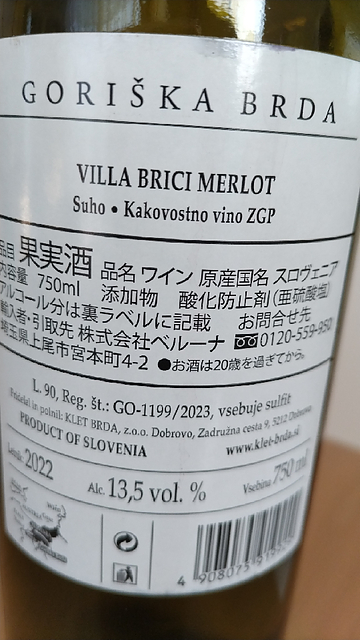 GORIŠKA BRDA
VILLA BRICI MERLOT
Suho • Kakovostno vino ZGP
品目 果実酒 品名 ワイン 原産国名 スロヴェニア
内容量 750ml 添加物 酸化防止剤(亜硫酸塩)
アルコール分は裏ラベルに記載 お問合せ先
輸入者・引取先 株式会社ベルーナ 0120-559-950
埼玉県上尾市宮本町4-2 ●お酒は20歳を過ぎてから。
L. 90, Reg. št.: GO-1199/2023, vsebuje sulfit
Pridelal in polnil: KLET BRDA, z.o.o. Dobrovo, Zadružna cesta 9, 5212 Dobrovo
PRODUCT OF SLOVENIA www.klet-brda.si
Letnik 2022 Alc. 13,5 vol. % Vsebina 750 ml
4 908073